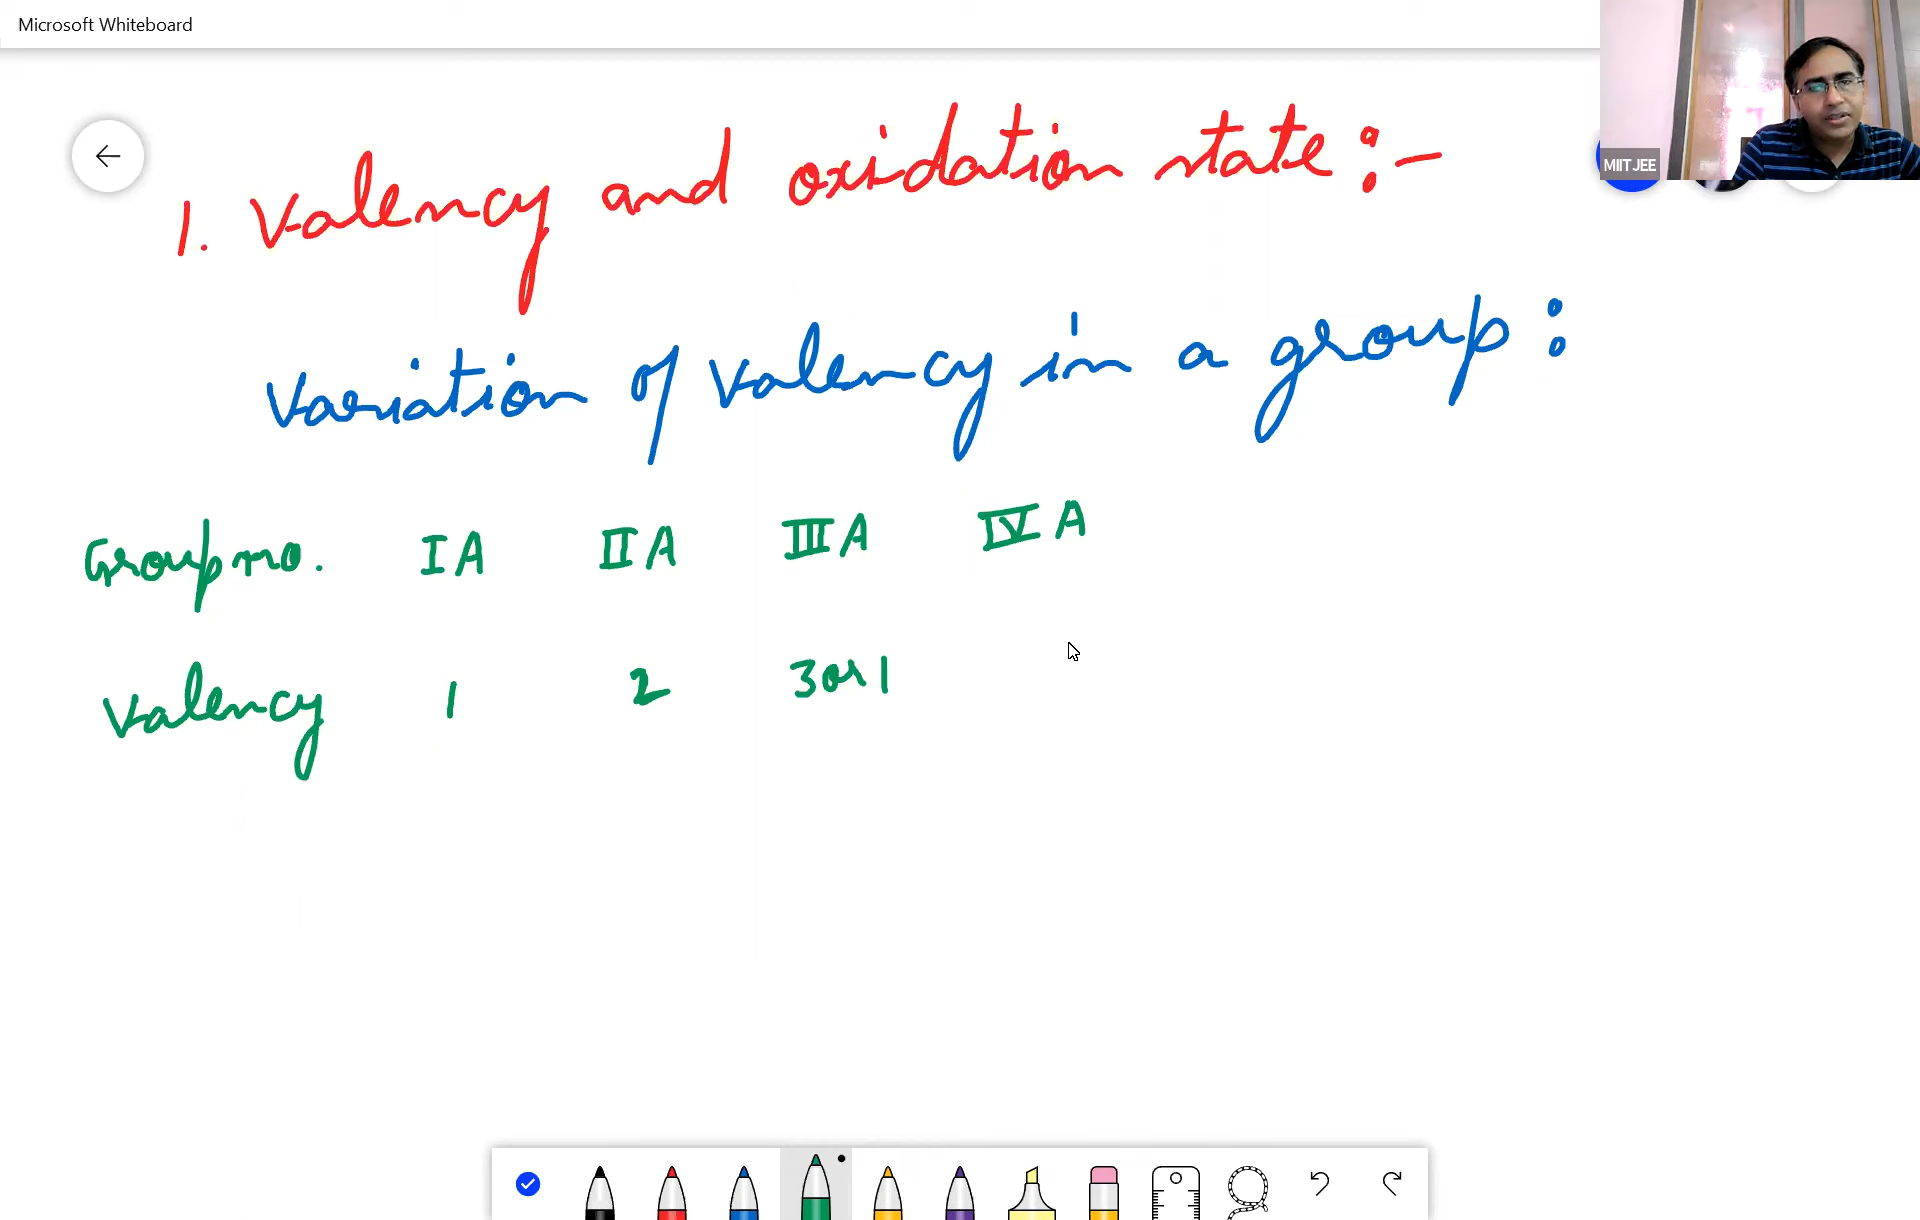 Microsoft Whiteboard
MIIT JEE
1. Valency and oxidation state :-
Variation of valency in a group :
Group no. IA IIA IIIA IVA
Valency 1 2 3 or 1